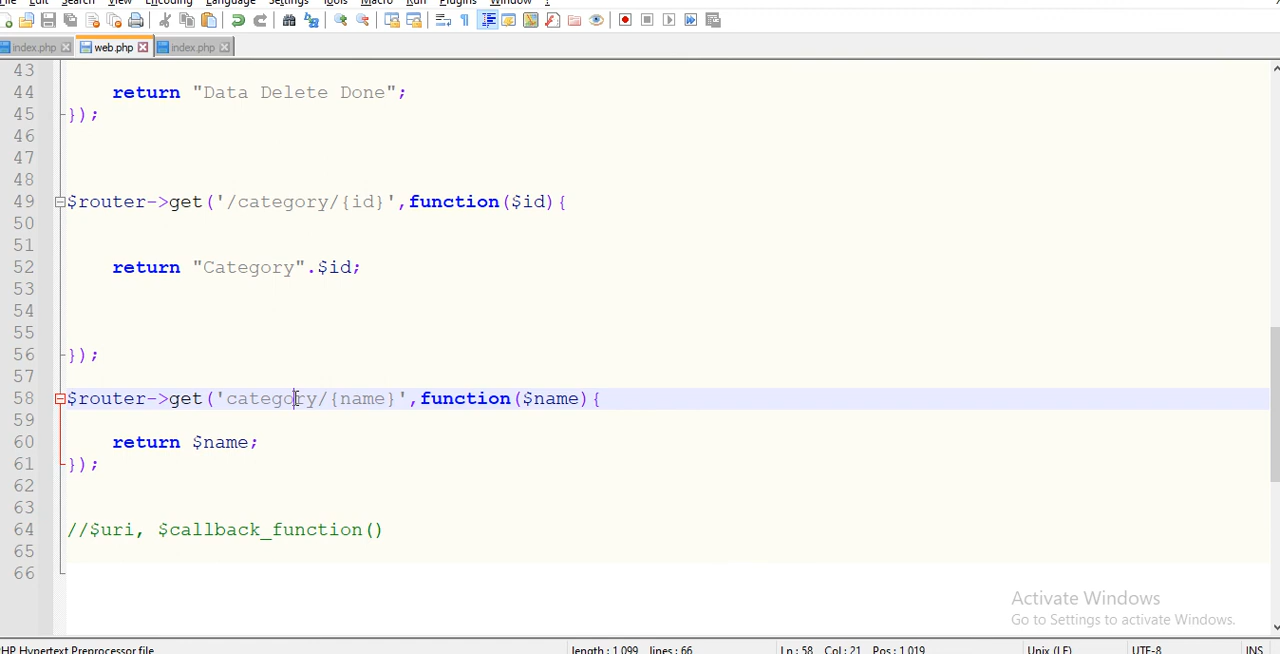 File Edit Search View Encoding Language Settings Tools Macro Run Plugins Window ?
index.php web.php index.php
43
44 return "Data Delete Done";
45 });
46
47
48
49 $router->get('/category/{id}',function($id){
50
51
52 return "Category".$id;
53
54
55
56 });
57
58 $router->get('category/{name}',function($name){
59
60 return $name;
61 });
62
63
64 //$uri, $callback_function()
65
66
Activate Windows
Go to Settings to activate Windows.
PHP Hypertext Preprocessor file length : 1,099 lines : 66 Ln : 58 Col : 21 Pos : 1,019 Unix (LF) UTF-8 INS